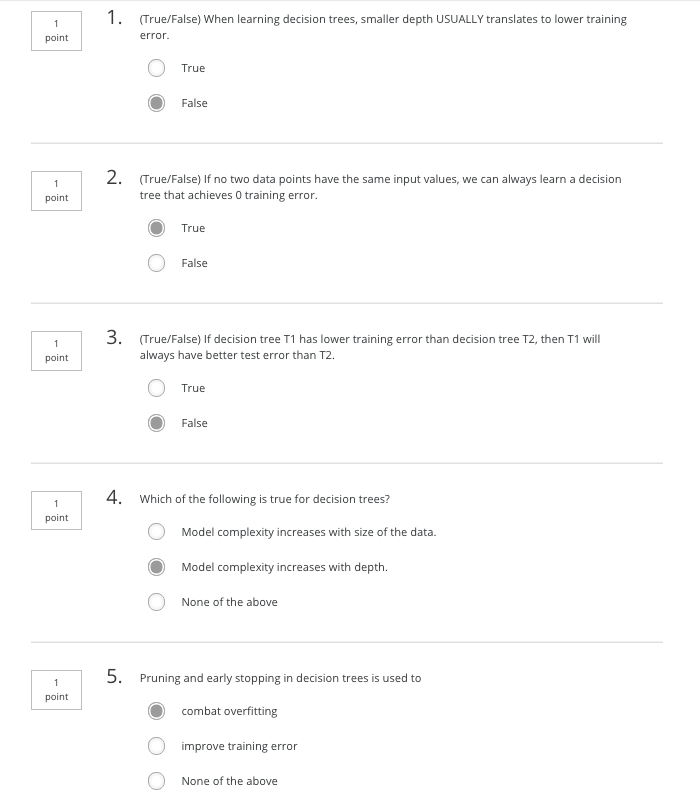 1 point
1. (True/False) When learning decision trees, smaller depth USUALLY translates to lower training
error.
True
False
1 point
2. (True/False) If no two data points have the same input values, we can always learn a decision
tree that achieves 0 training error.
True
False
1 point
3. (True/False) If decision tree T1 has lower training error than decision tree T2, then T1 will
always have better test error than T2.
True
False
1 point
4. Which of the following is true for decision trees?
Model complexity increases with size of the data.
Model complexity increases with depth.
None of the above
1 point
5. Pruning and early stopping in decision trees is used to
combat overfitting
improve training error
None of the above